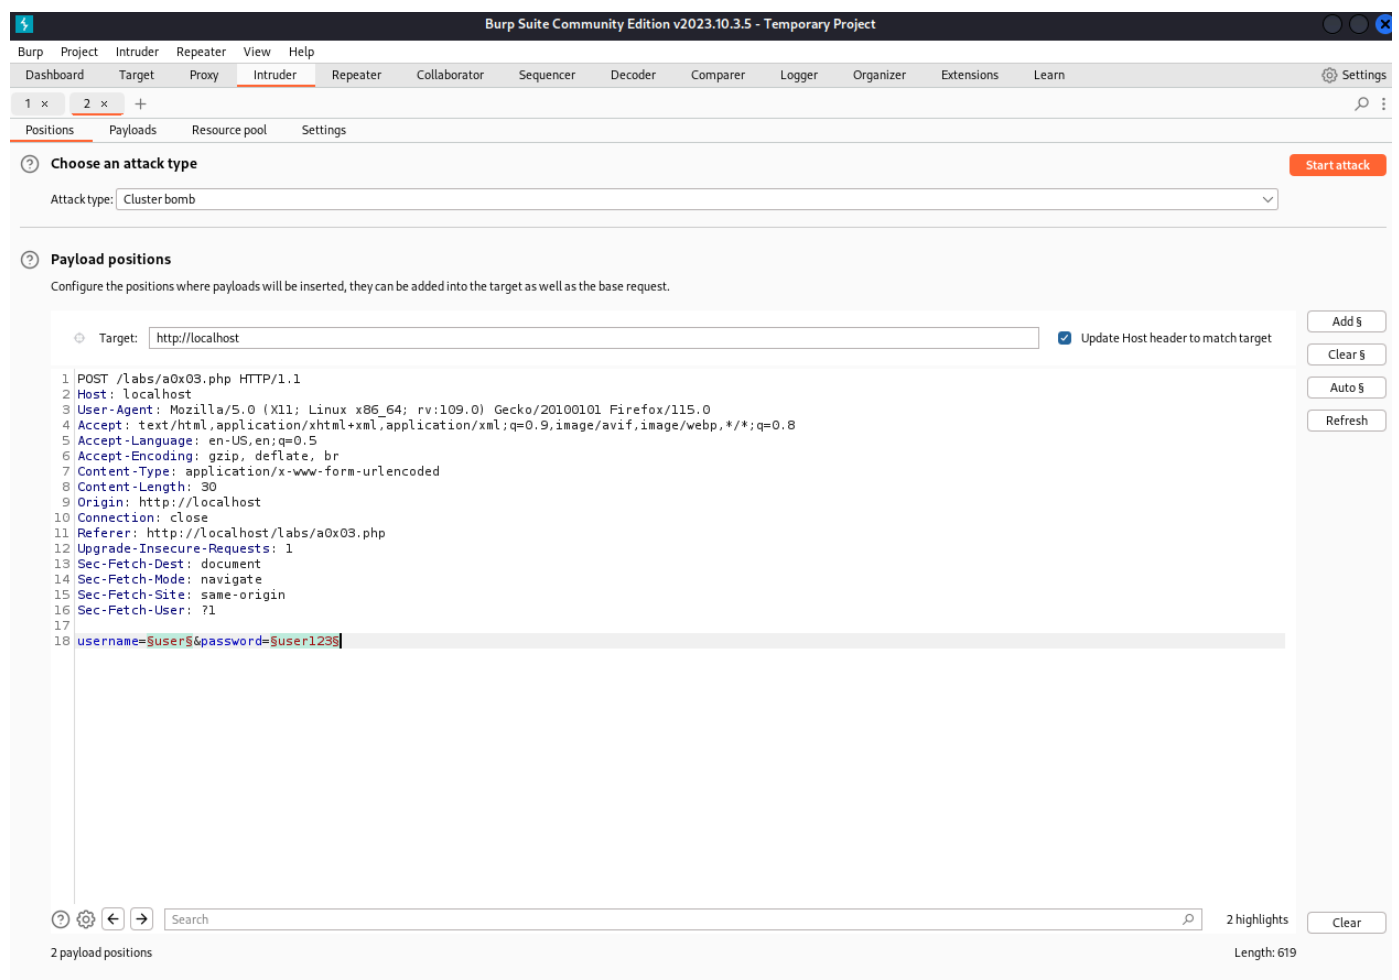 Burp Suite Community Edition v2023.10.3.5 - Temporary Project
Burp Project Intruder Repeater View Help
Dashboard Target Proxy Intruder Repeater Collaborator Sequencer Decoder Comparer Logger Organizer Extensions Learn Settings
1 × 2 × +
Positions Payloads Resource pool Settings
? Choose an attack type Start attack
Attack type: Cluster bomb
? Payload positions
Configure the positions where payloads will be inserted, they can be added into the target as well as the base request.
Add §
Target: http://localhost Update Host header to match target
Clear §
Auto §
Refresh
1 POST /labs/a0x03.php HTTP/1.1
2 Host: localhost
3 User-Agent: Mozilla/5.0 (X11; Linux x86_64; rv:109.0) Gecko/20100101 Firefox/115.0
4 Accept: text/html,application/xhtml+xml,application/xml;q=0.9,image/avif,image/webp,*/*;q=0.8
5 Accept-Language: en-US,en;q=0.5
6 Accept-Encoding: gzip, deflate, br
7 Content-Type: application/x-www-form-urlencoded
8 Content-Length: 30
9 Origin: http://localhost
10 Connection: close
11 Referer: http://localhost/labs/a0x03.php
12 Upgrade-Insecure-Requests: 1
13 Sec-Fetch-Dest: document
14 Sec-Fetch-Mode: navigate
15 Sec-Fetch-Site: same-origin
16 Sec-Fetch-User: ?1
17
18 username=§user§&password=§user123§
? Search 2 highlights Clear
2 payload positions Length: 619